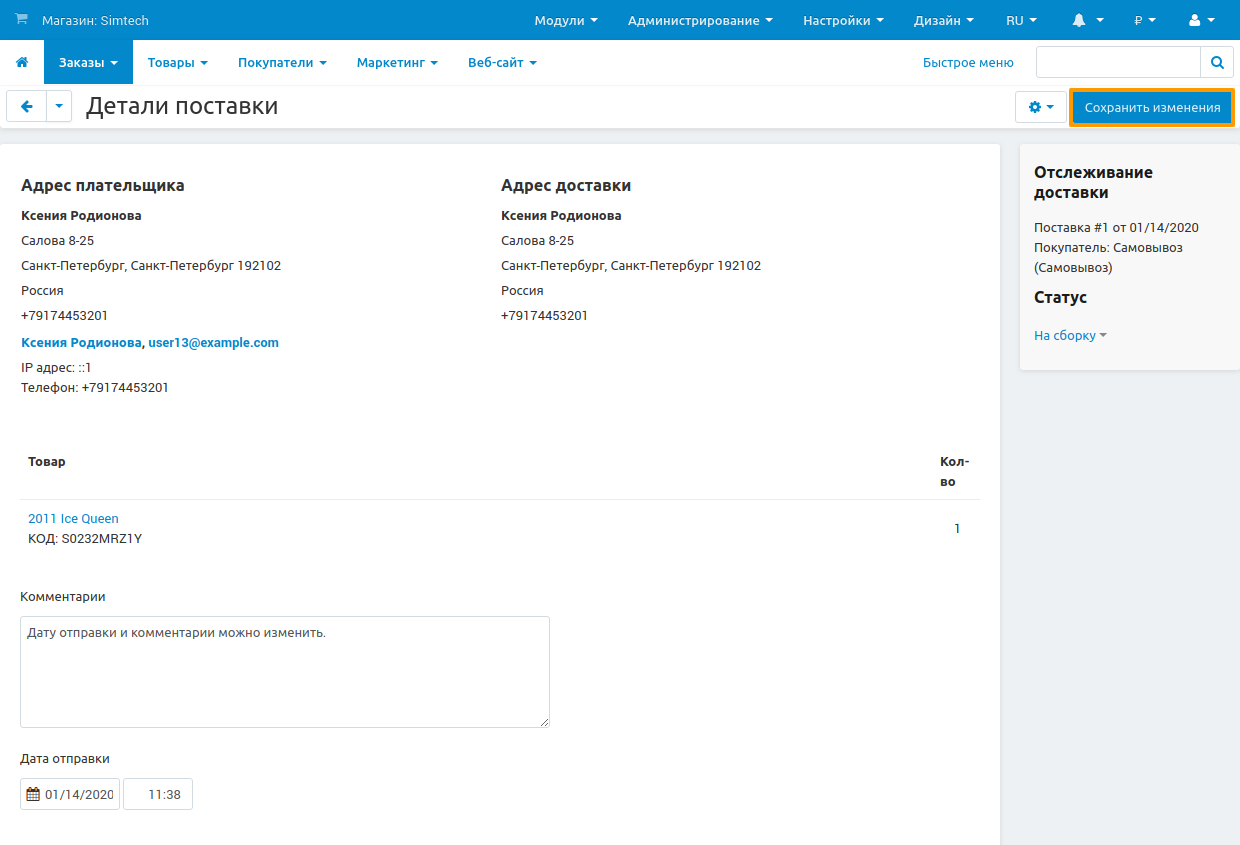 Магазин: Simtech
Модули
Администрирование
Настройки
Дизайн
RU
₽
Заказы
Товары
Покупатели
Маркетинг
Веб-сайт
Быстрое меню
Детали поставки
Сохранить изменения
Адрес плательщика
Ксения Родионова
Салова 8-25
Санкт-Петербург, Санкт-Петербург 192102
Россия
+79174453201
Ксения Родионова, user13@example.com
IP адрес: ::1
Телефон: +79174453201
Адрес доставки
Ксения Родионова
Салова 8-25
Санкт-Петербург, Санкт-Петербург 192102
Россия
+79174453201
Отслеживание
доставки
Поставка #1 от 01/14/2020
Покупатель: Самовывоз
(Самовывоз)
Статус
На сборку
Товар
Кол-
во
2011 Ice Queen
КОД: S0232MRZ1Y
1
Комментарии
Дату отправки и комментарии можно изменить.
Дата отправки
01/14/2020
11:38